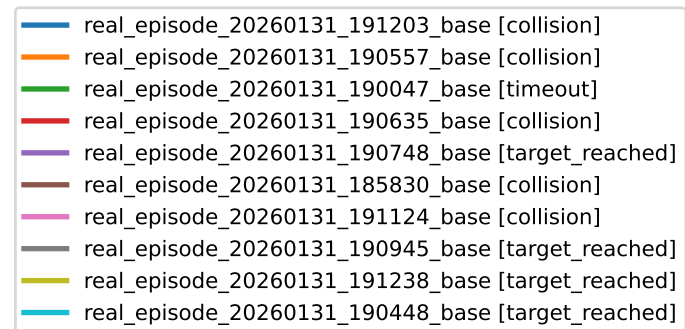 real_episode_20260131_191203_base [collision]
real_episode_20260131_190557_base [collision]
real_episode_20260131_190047_base [timeout]
real_episode_20260131_190635_base [collision]
real_episode_20260131_190748_base [target_reached]
real_episode_20260131_185830_base [collision]
real_episode_20260131_191124_base [collision]
real_episode_20260131_190945_base [target_reached]
real_episode_20260131_191238_base [target_reached]
real_episode_20260131_190448_base [target_reached]